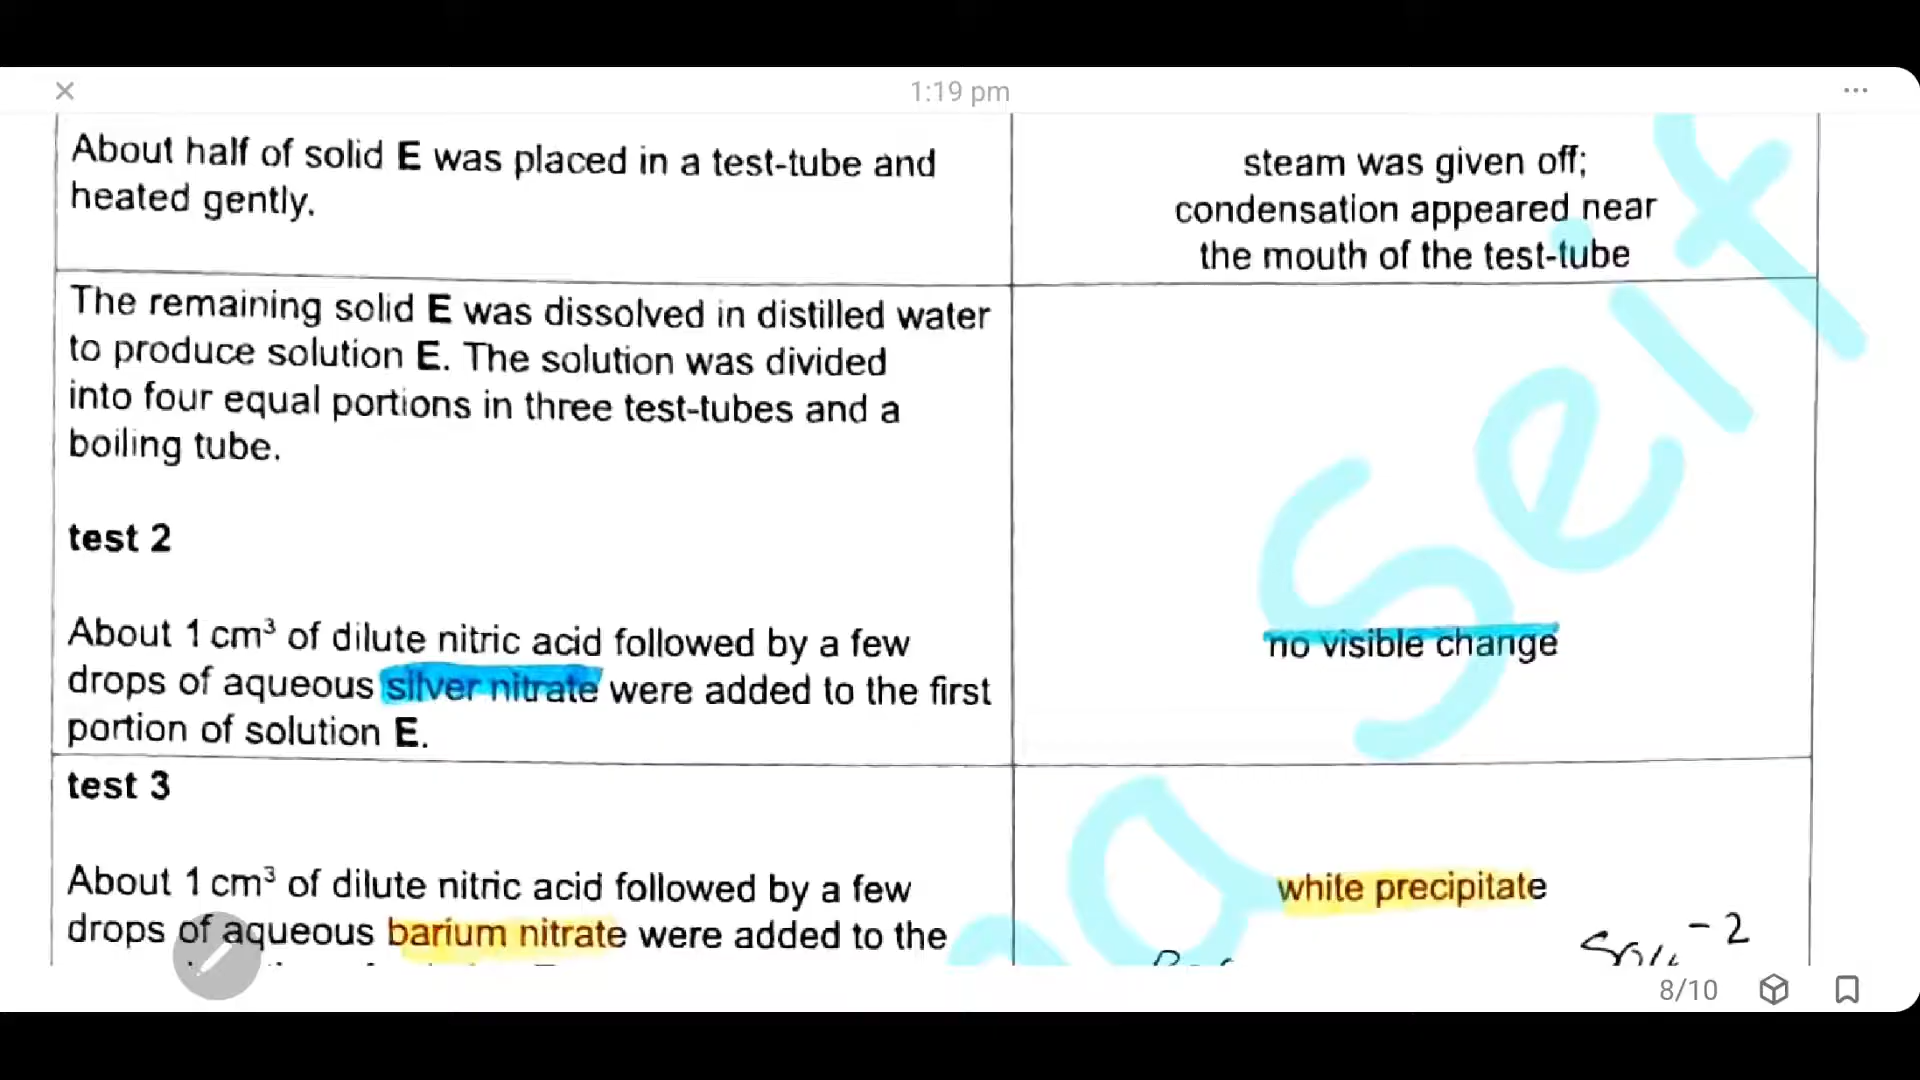 1:19 pm
About half of solid E was placed in a test-tube and
heated gently.
steam was given off;
condensation appeared near
the mouth of the test-tube
The remaining solid E was dissolved in distilled water
to produce solution E. The solution was divided
into four equal portions in three test-tubes and a
boiling tube.
test 2
About 1 cm³ of dilute nitric acid followed by a few
drops of aqueous silver nitrate were added to the first
portion of solution E.
no visible change
test 3
About 1 cm³ of dilute nitric acid followed by a few
drops of aqueous barium nitrate were added to the
white precipitate
SO₄⁻²
Seif
8/10